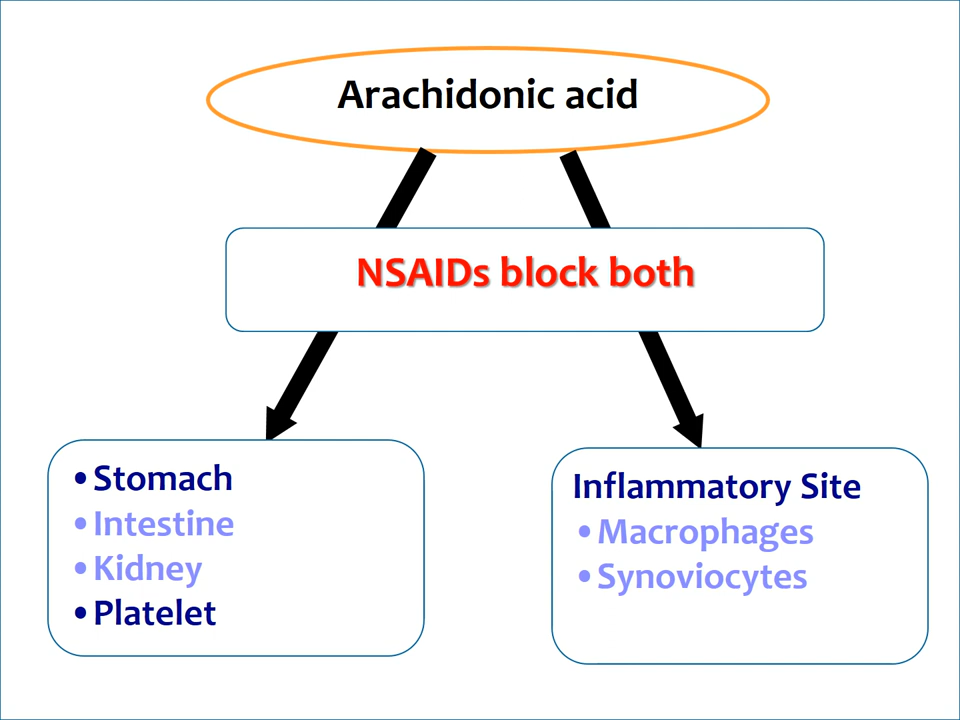 Arachidonic acid
NSAIDs block both
•Stomach
•Intestine
•Kidney
•Platelet
Inflammatory Site
•Macrophages
•Synoviocytes